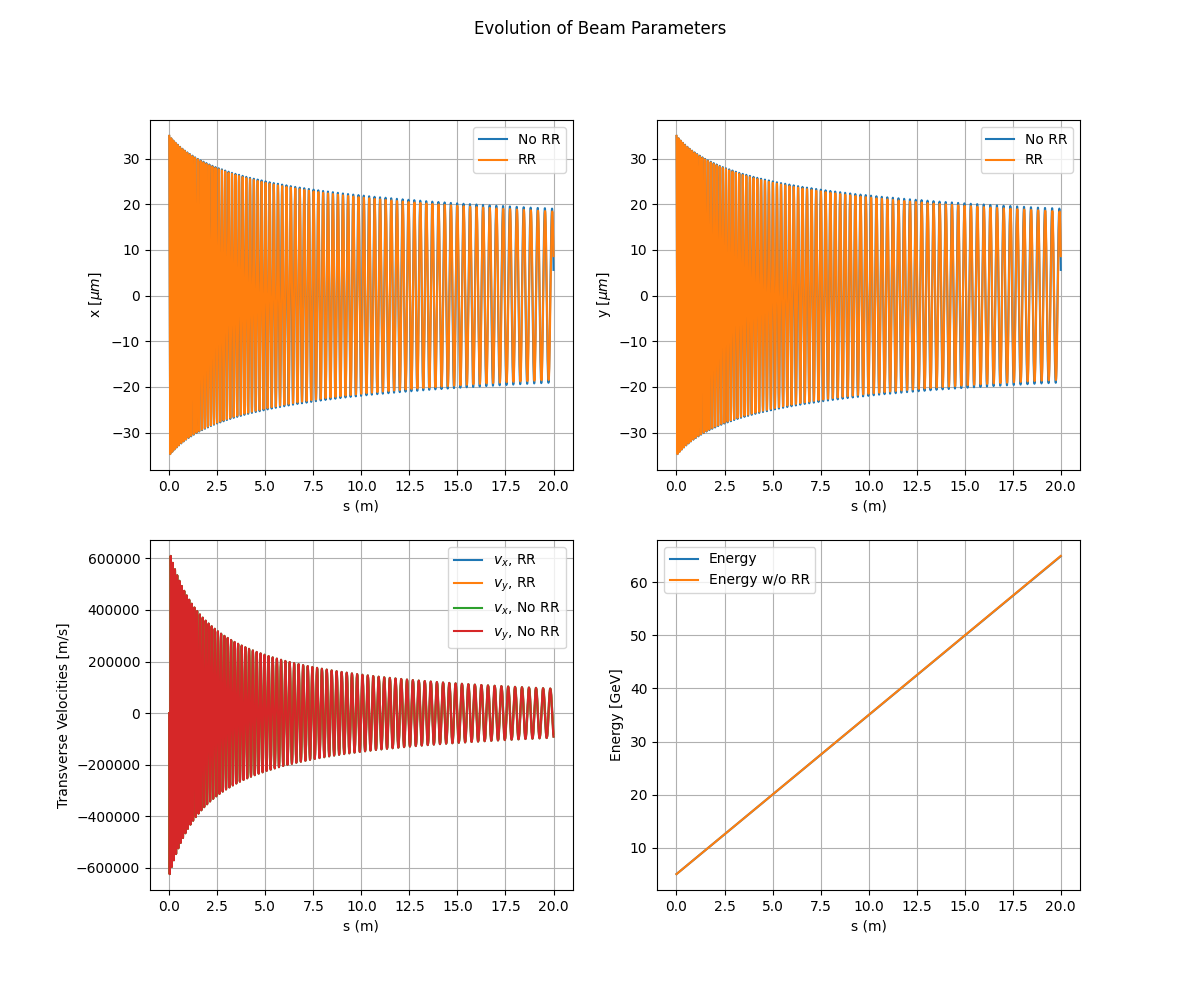 Evolution of Beam Parameters
x [μm]
30
20
10
0
−10
−20
−30
No RR
RR
0.0 2.5 5.0 7.5 10.0 12.5 15.0 17.5 20.0
s (m)
y [μm]
30
20
10
0
−10
−20
−30
No RR
RR
0.0 2.5 5.0 7.5 10.0 12.5 15.0 17.5 20.0
s (m)
Transverse Velocities [m/s]
600000
400000
200000
0
−200000
−400000
−600000
vx, RR
vy, RR
vx, No RR
vy, No RR
0.0 2.5 5.0 7.5 10.0 12.5 15.0 17.5 20.0
s (m)
Energy [GeV]
60
50
40
30
20
10
Energy
Energy w/o RR
0.0 2.5 5.0 7.5 10.0 12.5 15.0 17.5 20.0
s (m)